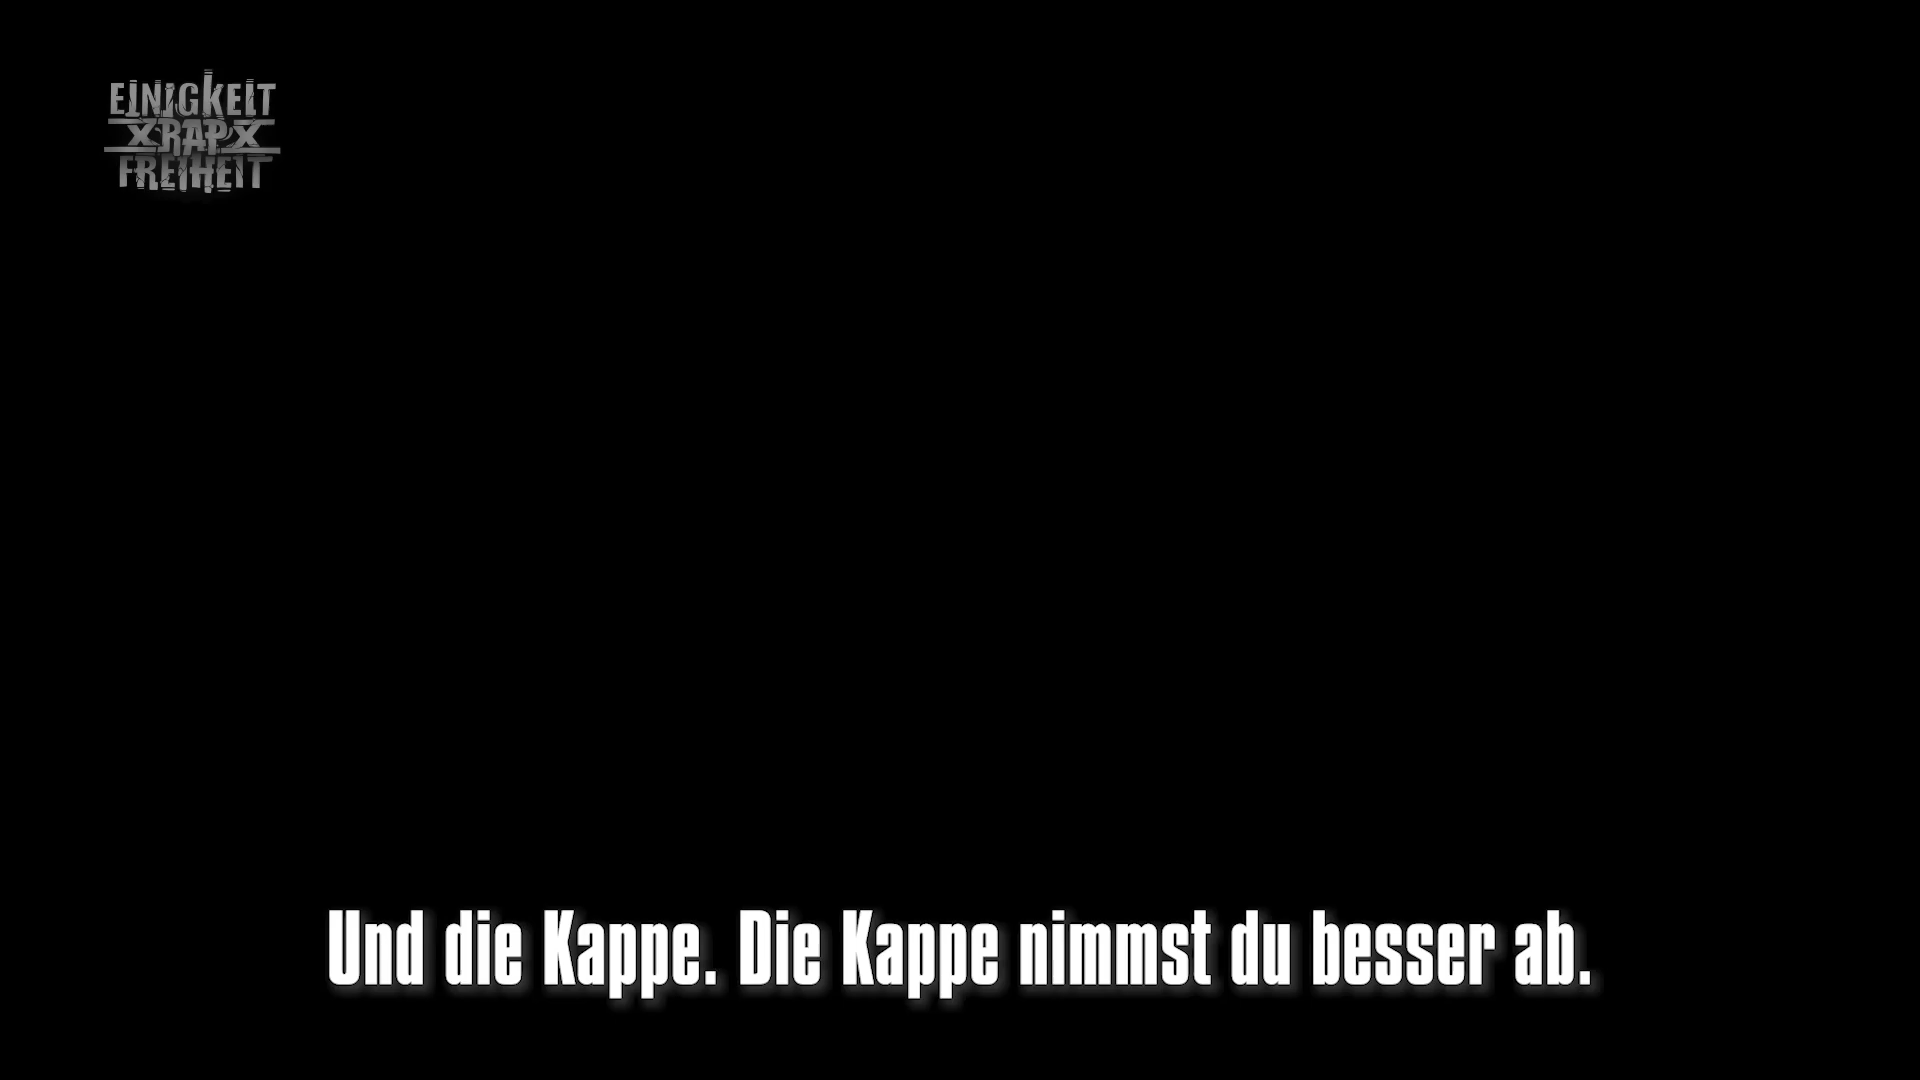 EINIGKEIT
XRAPX
FREIHEIT
Und die Kappe. Die Kappe nimmst du besser ab.